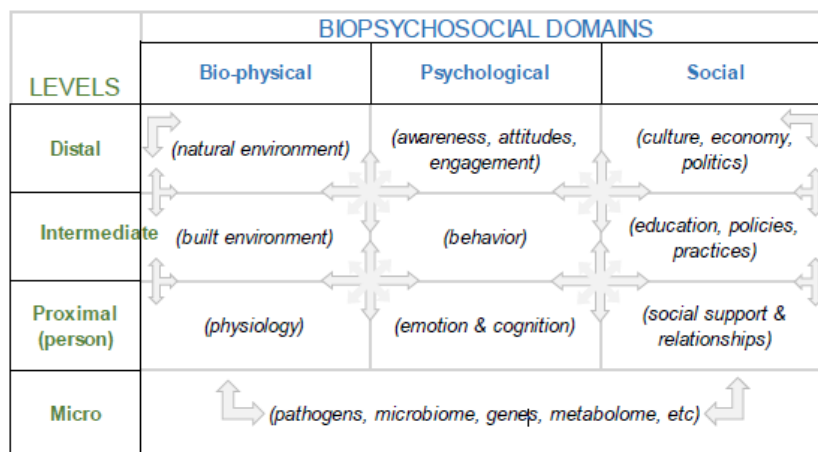 BIOPSYCHOSOCIAL DOMAINS
LEVELS
Bio-physical
Psychological
Social
Distal
(natural environment)
(awareness, attitudes,
engagement)
(culture, economy,
politics)
Intermediate
(built environment)
(behavior)
(education, policies,
practices)
Proximal
(person)
(physiology)
(emotion & cognition)
(social support &
relationships)
Micro
(pathogens, microbiome, genes, metabolome, etc)